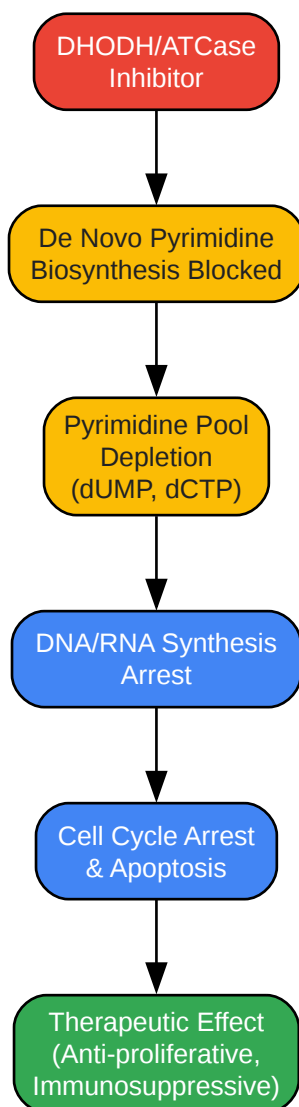 DHODH/ATCase
Inhibitor
De Novo Pyrimidine
Biosynthesis Blocked
Pyrimidine Pool
Depletion
(dUMP, dCTP)
DNA/RNA Synthesis
Arrest
Cell Cycle Arrest
& Apoptosis
Therapeutic Effect
(Anti-proliferative,
Immunosuppressive)